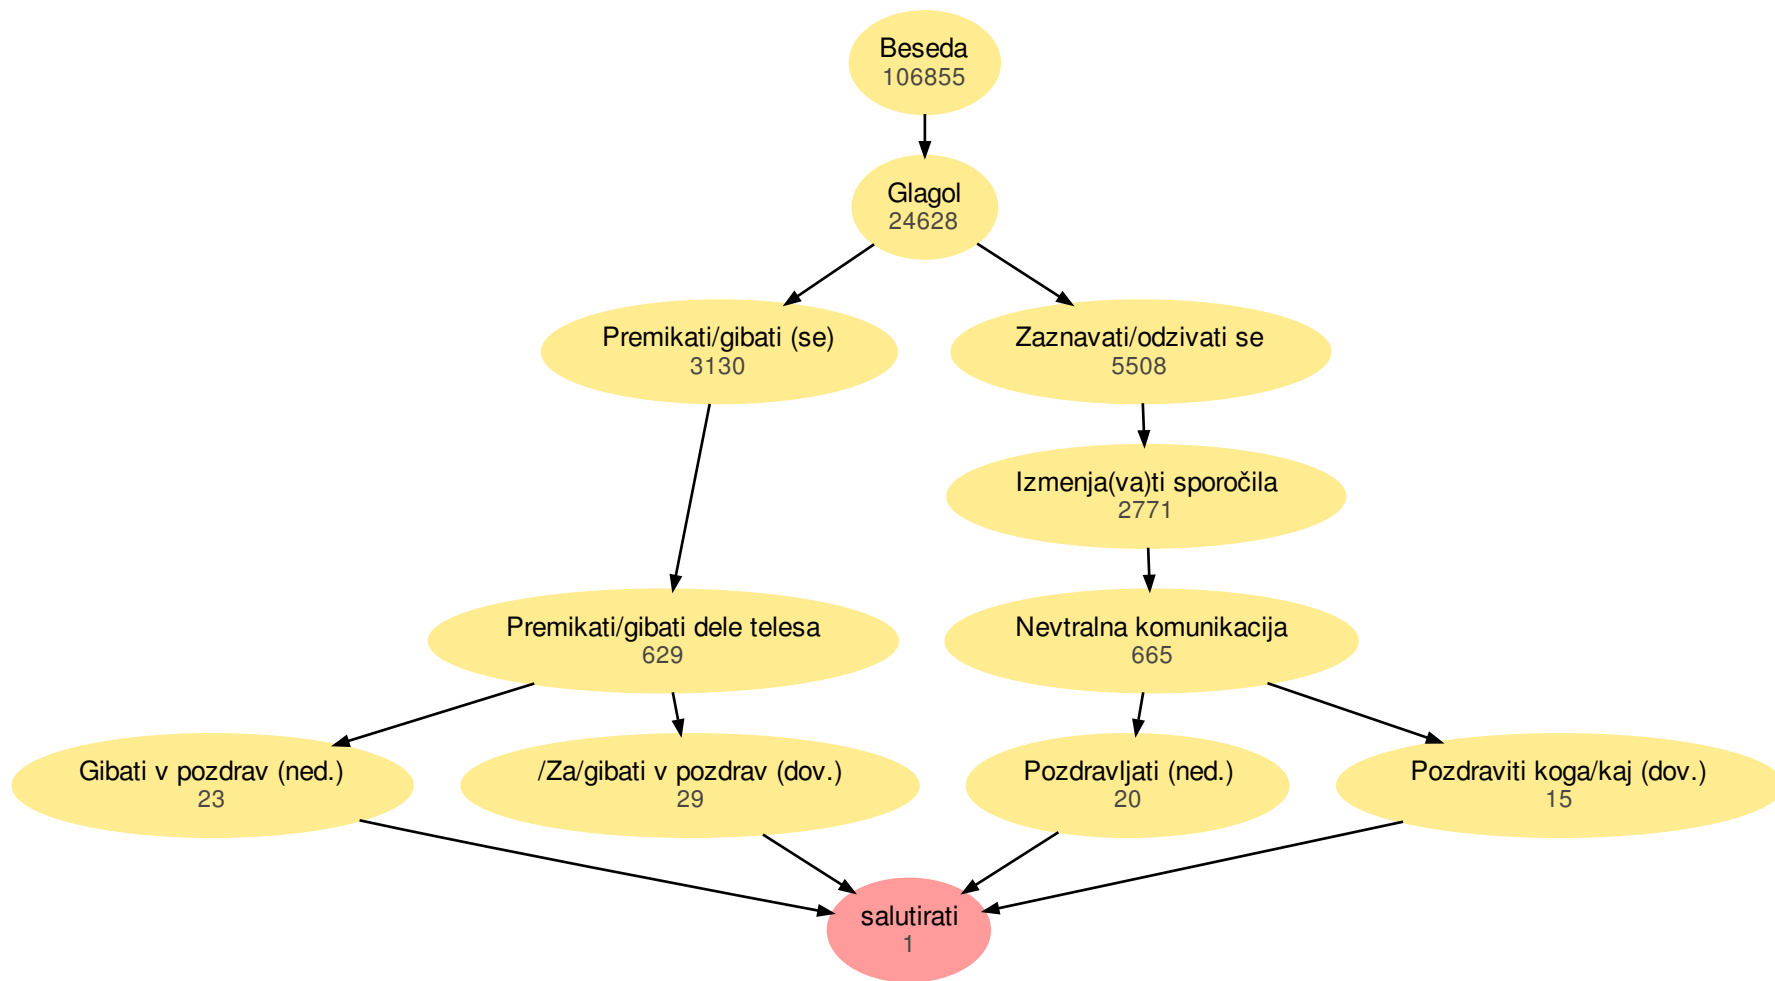 Beseda
106855
Glagol
24628
Premikati/gibati (se)
3130
Zaznavati/odzivati se
5508
Izmenja(va)ti sporočila
2771
Premikati/gibati dele telesa
629
Nevtralna komunikacija
665
Gibati v pozdrav (ned.)
23
/Za/gibati v pozdrav (dov.)
29
Pozdravljati (ned.)
20
Pozdraviti koga/kaj (dov.)
15
salutirati
1